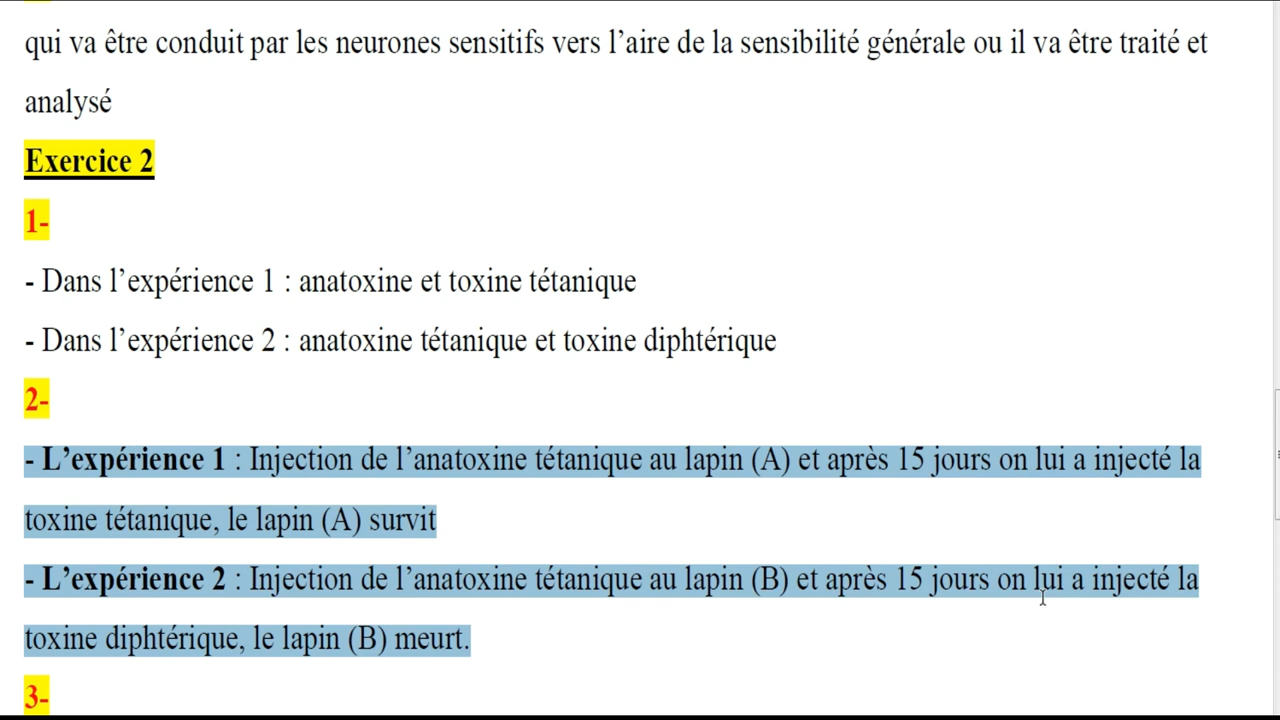 qui va être conduit par les neurones sensitifs vers l’aire de la sensibilité générale ou il va être traité et
analysé
Exercice 2
1-
- Dans l’expérience 1 : anatoxine et toxine tétanique
- Dans l’expérience 2 : anatoxine tétanique et toxine diphtérique
2-
- L’expérience 1 : Injection de l’anatoxine tétanique au lapin (A) et après 15 jours on lui a injecté la
toxine tétanique, le lapin (A) survit
- L’expérience 2 : Injection de l’anatoxine tétanique au lapin (B) et après 15 jours on lui a injecté la
toxine diphtérique, le lapin (B) meurt.
3-